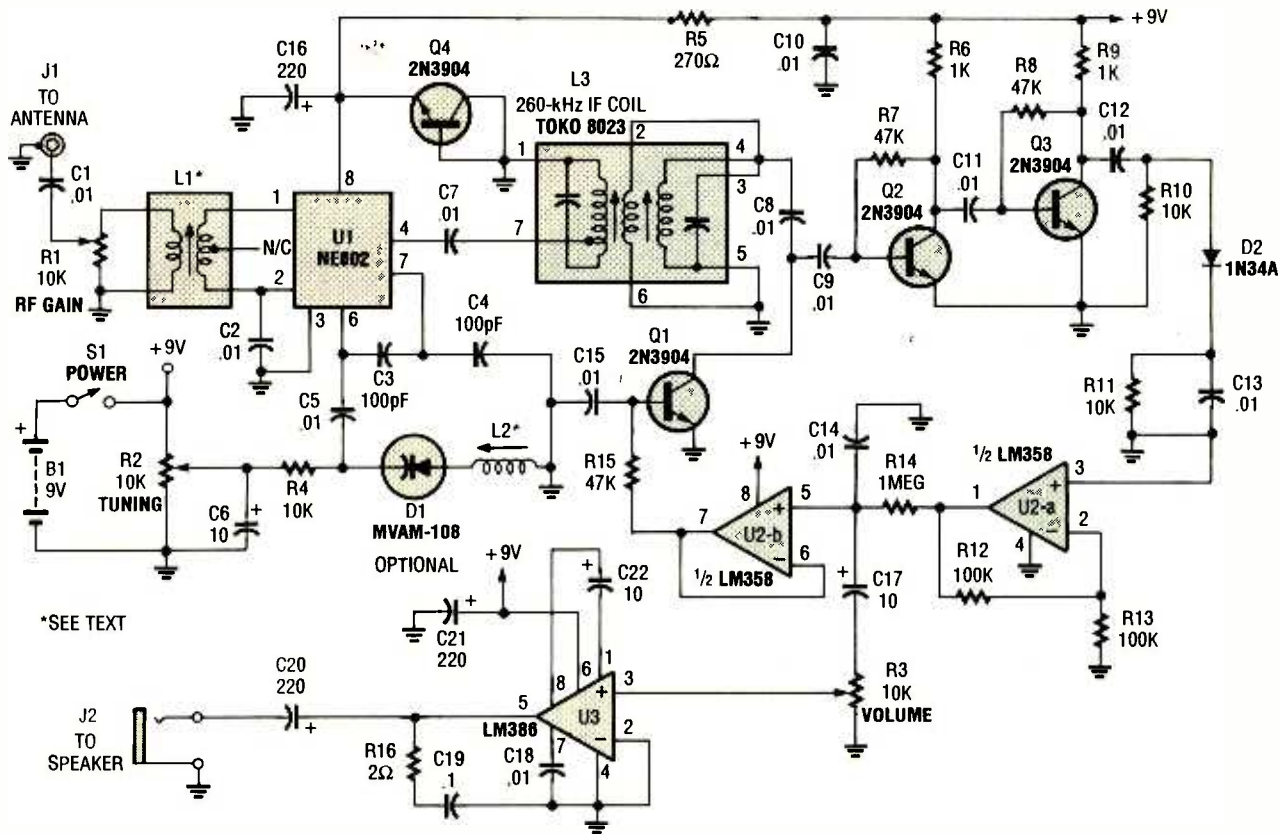 +9V
R5
270Ω
C10
.01
R6
1K
R9
1K
R8
47K
C12
.01
C16
220
+
Q4
2N3904
J1
TO
ANTENNA
C1
.01
L3
260-kHz IF COIL
TOKO 8023
1
2
4
3
7
5
6
R7
47K
Q2
2N3904
C11
.01
Q3
2N3904
R10
10K
D2
1N34A
L1*
N/C
1
2
8
U1
NE602
4
7
3
6
C7
.01
C8
.01
C9
.01
R1
10K
RF GAIN
C2
.01
C4
100pF
C3
100pF
C5
.01
S1
POWER
+9V
+
B1
9V
R2
10K
TUNING
C6
10
+
R4
10K
D1
MVAM-108
OPTIONAL
L2*
C15
.01
Q1
2N3904
R15
47K
+9V
8
7
U2-b
+
−
5
6
1/2 LM358
C14
.01
R14
1MEG
1/2 LM358
1
U2-a
+
−
3
2
4
R11
10K
C13
.01
R12
100K
R13
100K
+
C17
10
R3
10K
VOLUME
*SEE TEXT
+9V
+
C21
220
+
C22
10
8
6
1
5
U3
+
−
3
2
7
4
LM386
C18
.01
C20
220
+
J2
TO
SPEAKER
R16
2Ω
C19
.1